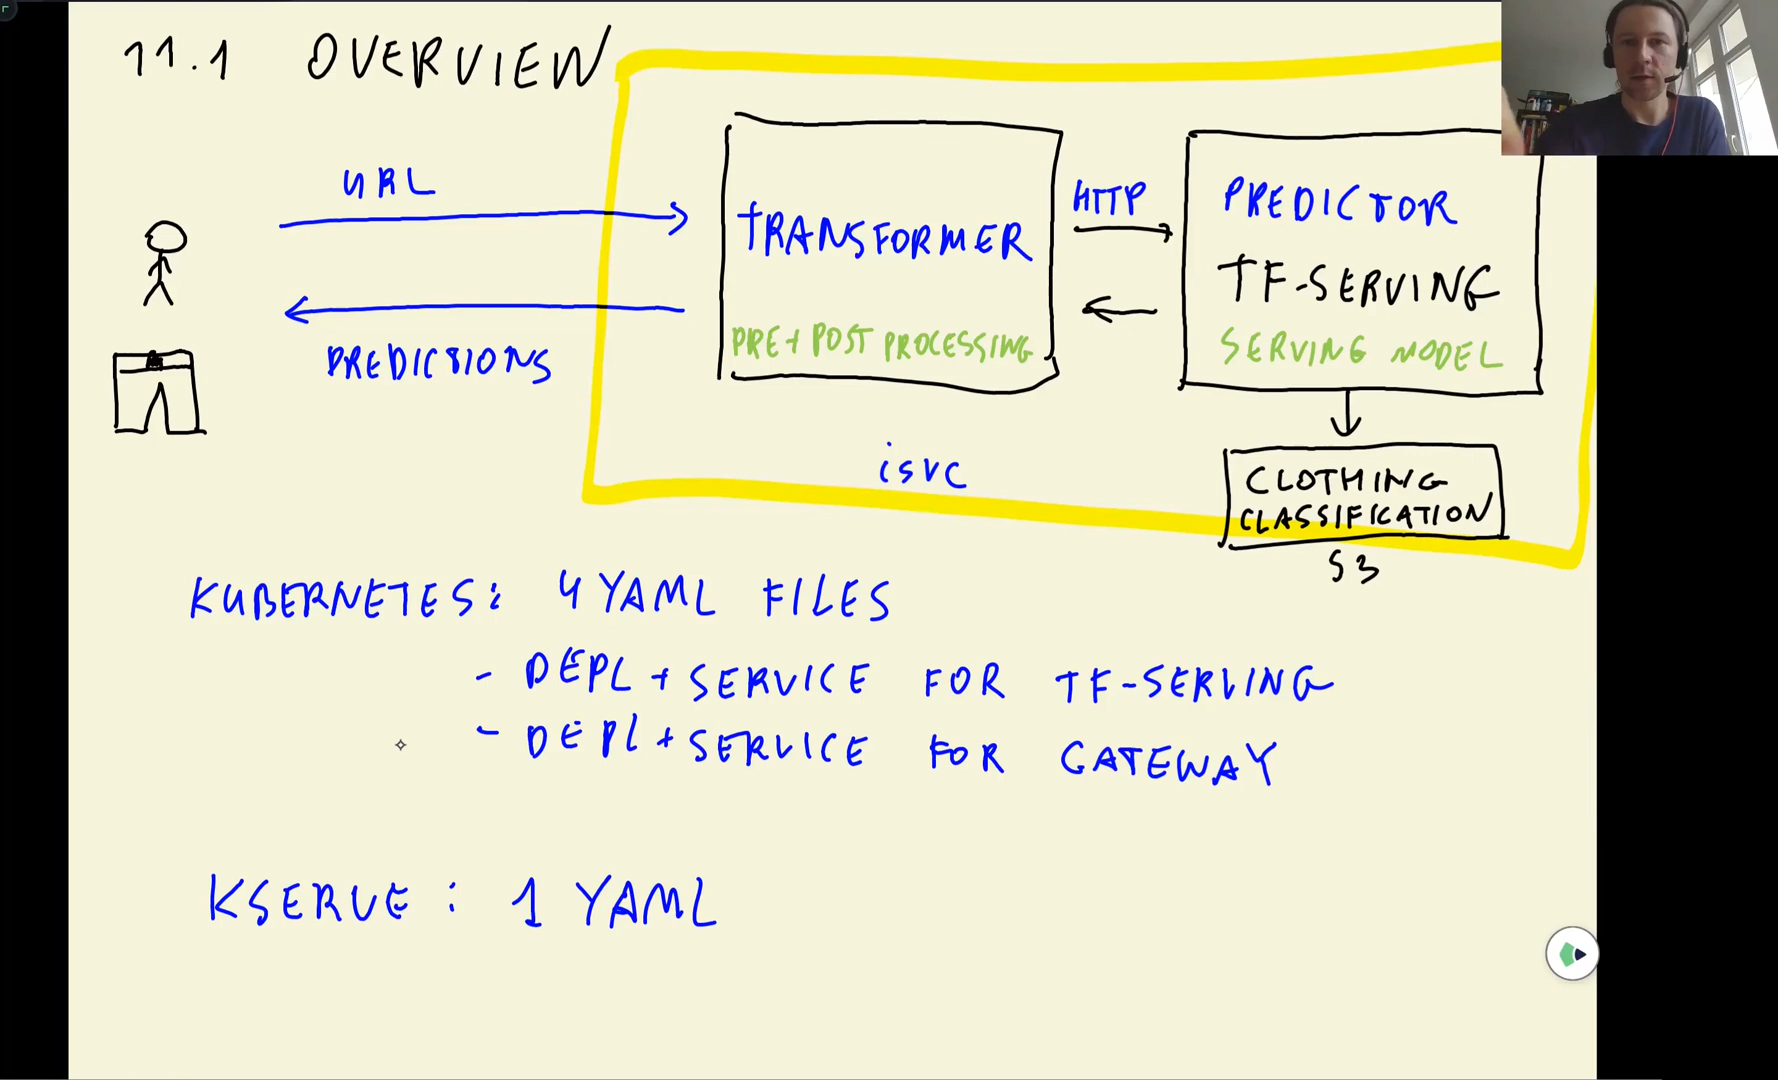 11.1 OVERVIEW
URL
PREDICTIONS
TRANSFORMER
PRE+ POST PROCESSING
HTTP
PREDICTOR
TF-SERVING
SERVING MODEL
isvc
CLOTHING
CLASSIFICATION
S3
KUBERNETES: 4 YAML FILES
- DEPL + SERVICE FOR TF-SERVING
- DEPL + SERVICE FOR GATEWAY
KSERVE : 1 YAML